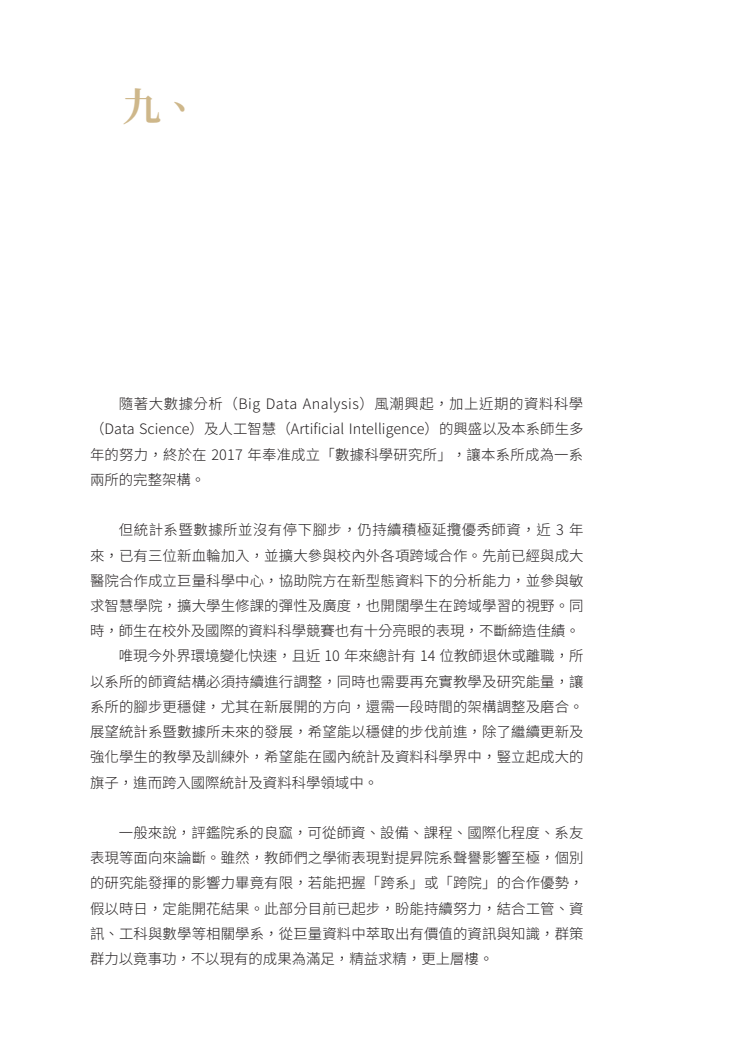 九、
隨著大數據分析（Big Data Analysis）風潮興起，加上近期的資料科學
（Data Science）及人工智慧（Artificial Intelligence）的興盛以及本系師生多
年的努力，終於在 2017 年奉准成立「數據科學研究所」，讓本系所成為一系
兩所的完整架構。
但統計系暨數據所並沒有停下腳步，仍持續積極延攬優秀師資，近 3 年
來，已有三位新血輪加入，並擴大參與校內外各項跨域合作。先前已經與成大
醫院合作成立巨量科學中心，協助院方在新型態資料下的分析能力，並參與敏
求智慧學院，擴大學生修課的彈性及廣度，也開闊學生在跨域學習的視野。同
時，師生在校外及國際的資料科學競賽也有十分亮眼的表現，不斷締造佳績。
唯現今外界環境變化快速，且近 10 年來總計有 14 位教師退休或離職，所
以系所的師資結構必須持續進行調整，同時也需要再充實教學及研究能量，讓
系所的腳步更穩健，尤其在新展開的方向，還需一段時間的架構調整及磨合。
展望統計系暨數據所未來的發展，希望能以穩健的步伐前進，除了繼續更新及
強化學生的教學及訓練外，希望能在國內統計及資料科學界中，豎立起成大的
旗子，進而跨入國際統計及資料科學領域中。
一般來說，評鑑院系的良窳，可從師資、設備、課程、國際化程度、系友
表現等面向來論斷。雖然，教師們之學術表現對提昇院系聲譽影響至極，個別
的研究能發揮的影響力畢竟有限，若能把握「跨系」或「跨院」的合作優勢，
假以時日，定能開花結果。此部分目前已起步，盼能持續努力，結合工管、資
訊、工科與數學等相關學系，從巨量資料中萃取出有價值的資訊與知識，群策
群力以竟事功，不以現有的成果為滿足，精益求精，更上層樓。